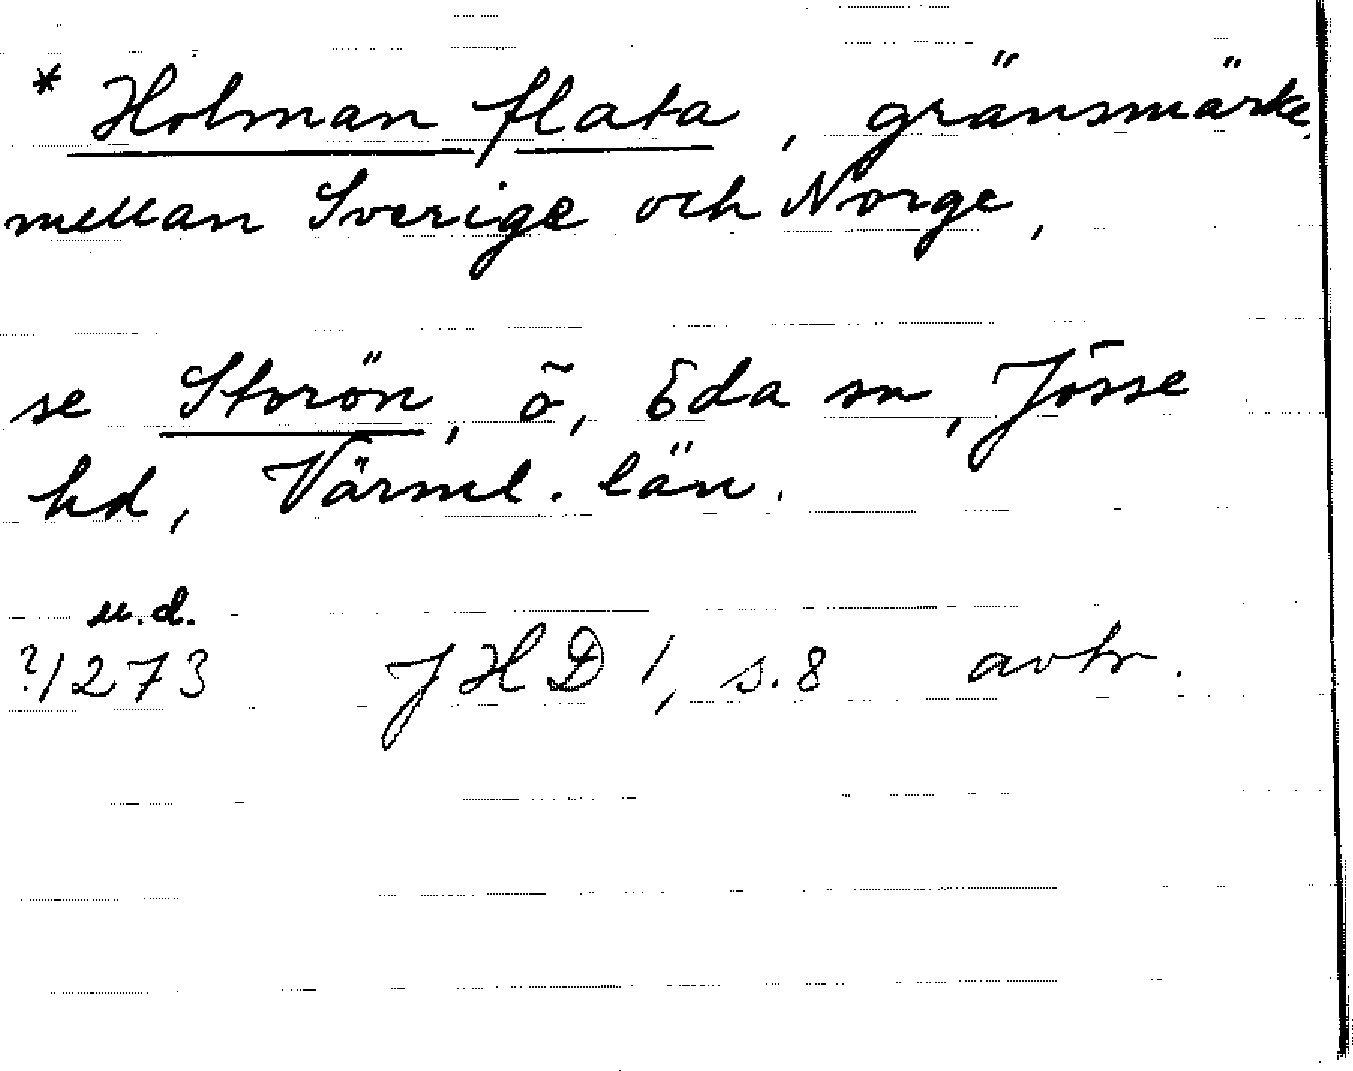 * Holman flata, gränsmärke
mellan Sverige och Norge,
se Storön, ö, Eda sn, Jösse
hd, Värml. län.
u.d.
?1273 JHD 1, s. 8 avtr.